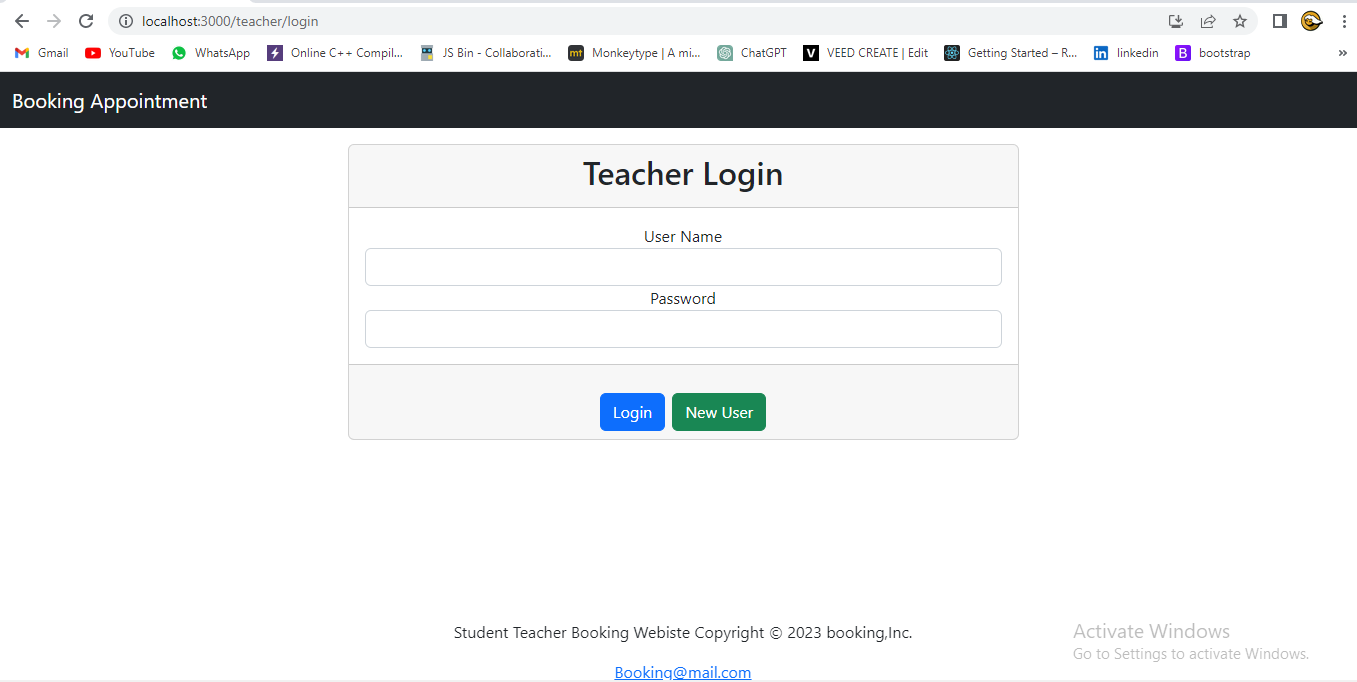 localhost:3000/teacher/login
Gmail YouTube WhatsApp Online C++ Compil... JS Bin - Collaborati... mt Monkeytype | A mi... ChatGPT V VEED CREATE | Edit Getting Started – R... in linkedin B bootstrap »
Booking Appointment
Teacher Login
User Name
Password
Login New User
Student Teacher Booking Webiste Copyright © 2023 booking,Inc.
Booking@mail.com
Activate Windows
Go to Settings to activate Windows.